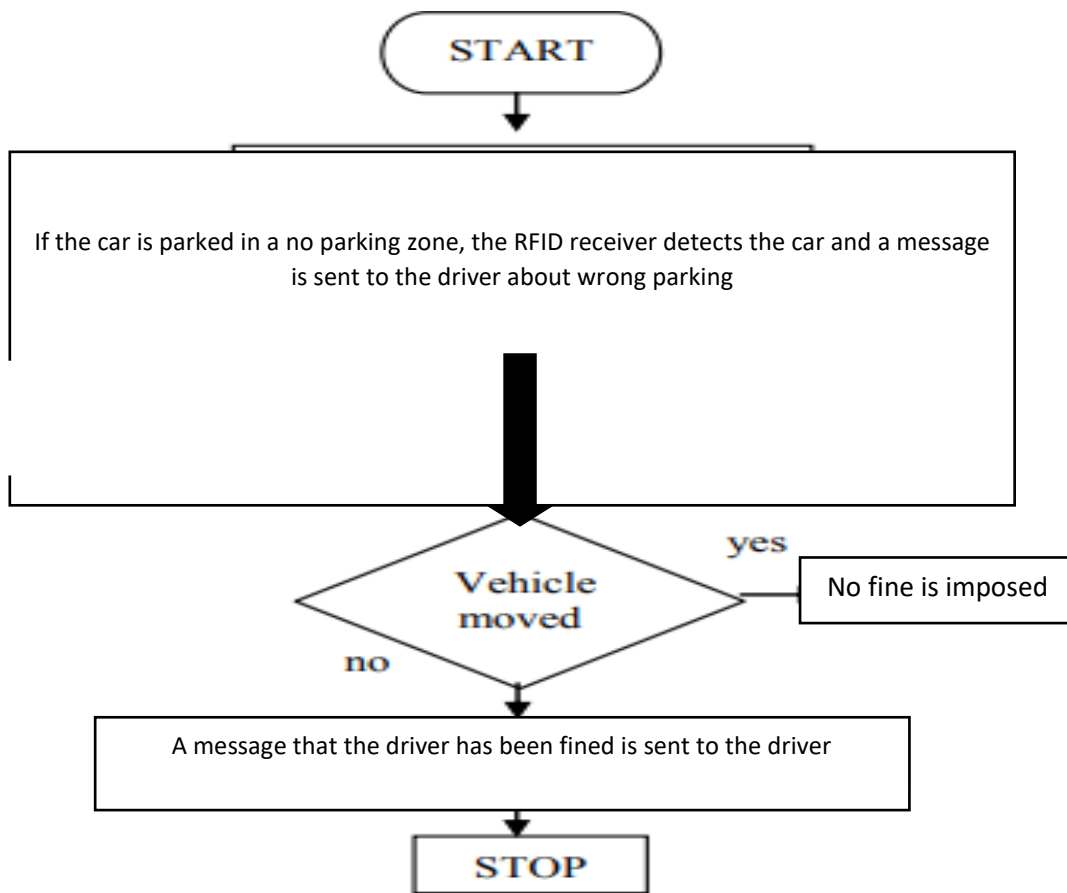 START
If the car is parked in a no parking zone, the RFID receiver detects the car and a message
is sent to the driver about wrong parking
yes
Vehicle
moved
No fine is imposed
no
A message that the driver has been fined is sent to the driver
STOP